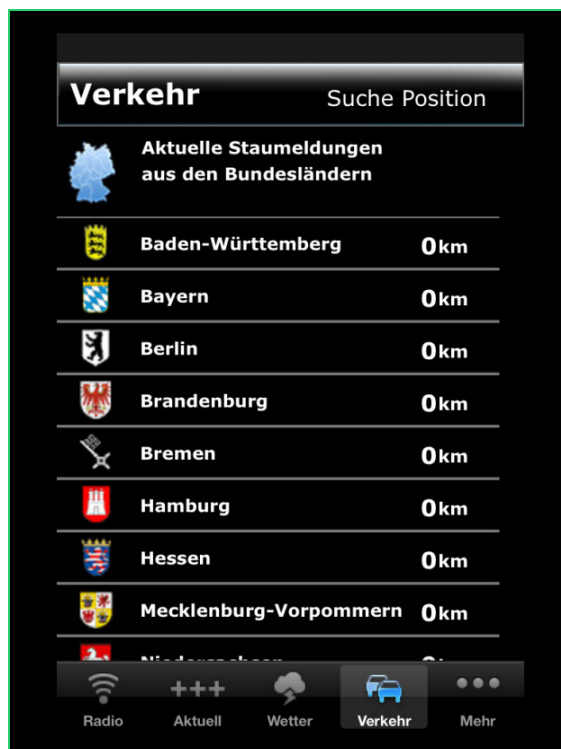 Verkehr Suche Position
Aktuelle Staumeldungen
aus den Bundesländern
Baden-Württemberg 0km
Bayern 0km
Berlin 0km
Brandenburg 0km
Bremen 0km
Hamburg 0km
Hessen 0km
Mecklenburg-Vorpommern 0km
+++
Radio Aktuell Wetter Verkehr Mehr